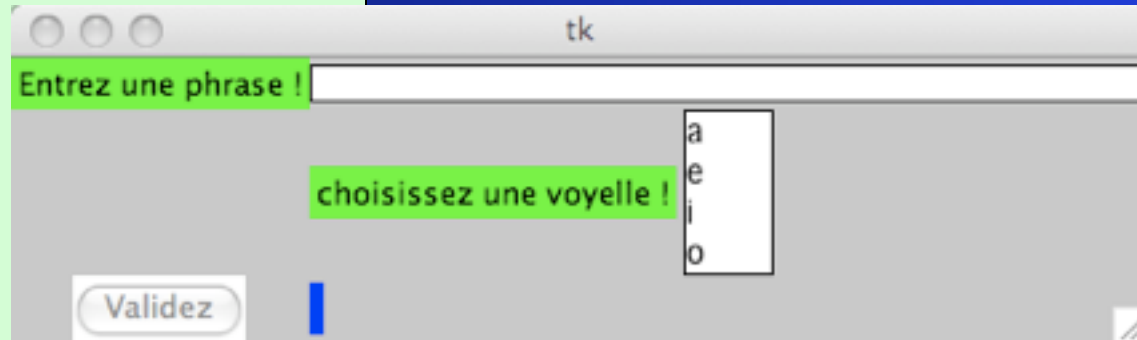 tk
Entrez une phrase !
a
e
choisissez une voyelle !
i
o
Validez